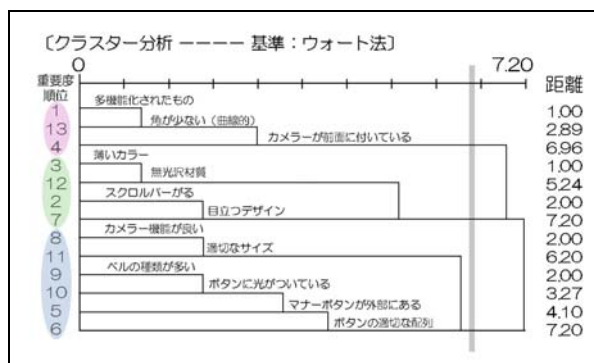 〔クラスター分析 ーーーー 基準：ウォート法〕
0 7.20
重要度
順位
距離
多機能化されたもの
1 1.00
角が少ない（曲線的）
13 2.89
カメラーが前面に付いている
4 6.96
薄いカラー
3 1.00
無光沢材質
12 5.24
スクロルバーがる
2 2.00
目立つデザイン
7 7.20
カメラー機能が良い
8 2.00
適切なサイズ
11 6.20
ベルの種類が多い
9 2.00
ボタンに光がついている
10 3.27
マナーボタンが外部にある
5 4.10
ボタンの適切な配列
6 7.20